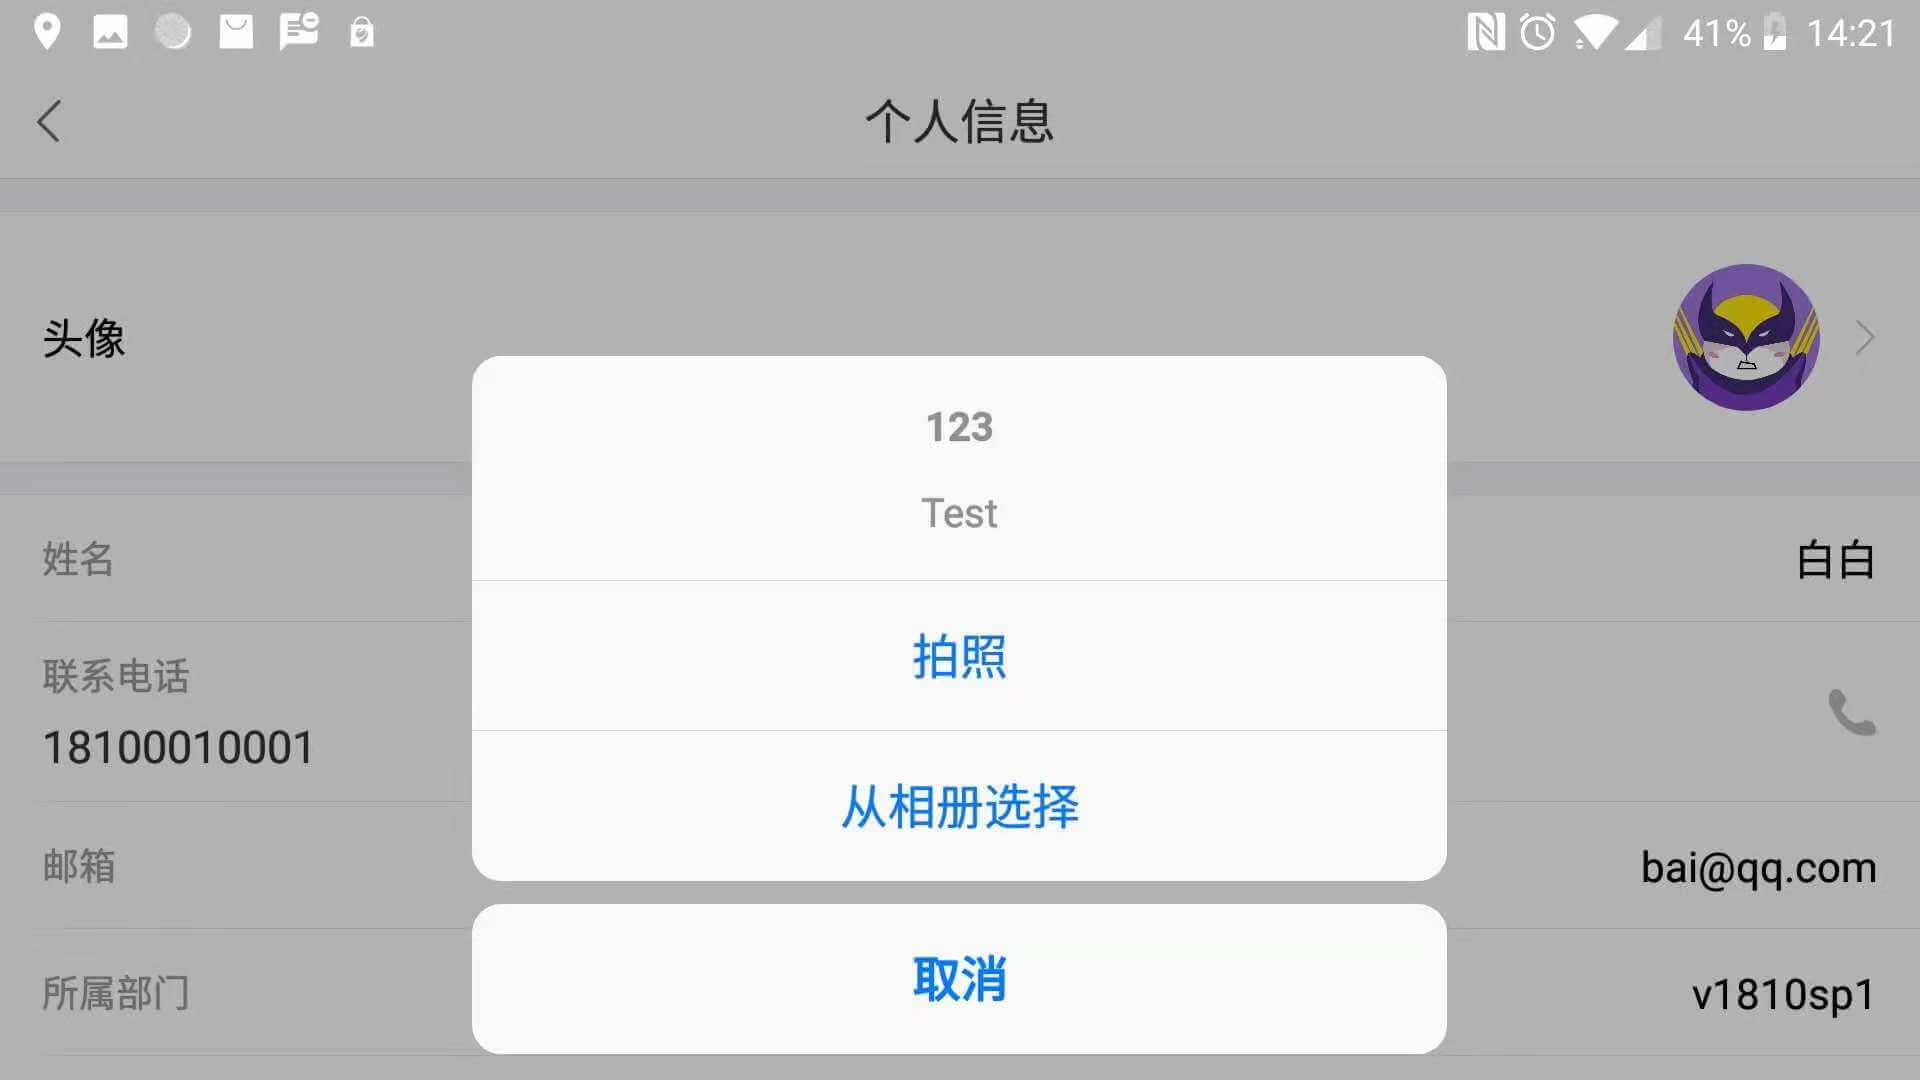 41% 14:21
个人信息
头像
123
Test
姓名 白白
拍照
联系电话
18100010001
从相册选择
邮箱 bai@qq.com
取消
所属部门 v1810sp1